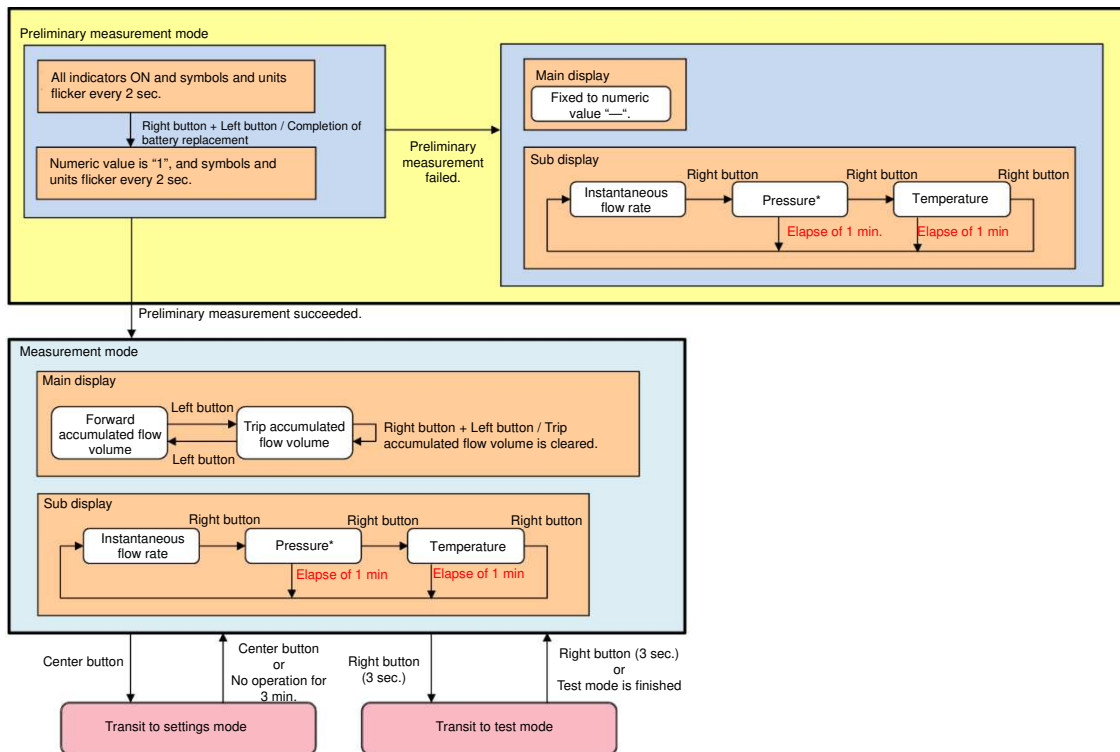 Preliminary measurement mode
All indicators ON and symbols and units
flicker every 2 sec.
Right button + Left button / Completion of
battery replacement
Numeric value is “1”, and symbols and
units flicker every 2 sec.
Preliminary
measurement
failed.
Main display
Fixed to numeric
value “—“.
Sub display
Right button
Right button
Right button
Instantaneous
flow rate
Pressure*
Temperature
Elapse of 1 min.
Elapse of 1 min
Preliminary measurement succeeded.
Measurement mode
Main display
Forward
accumulated flow
volume
Left button
Left button
Trip accumulated
flow volume
Right button + Left button / Trip
accumulated flow volume is cleared.
Sub display
Right button
Right button
Right button
Instantaneous
flow rate
Pressure*
Temperature
Elapse of 1 min
Elapse of 1 min
Center button
Center button
or
No operation for
3 min.
Right button
(3 sec.)
Right button (3 sec.)
or
Test mode is finished
Transit to settings mode
Transit to test mode